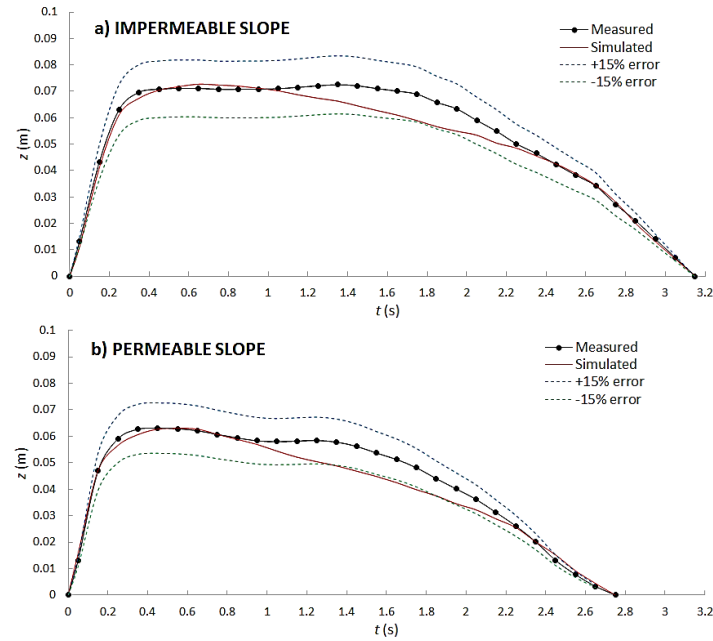 a) IMPERMEABLE SLOPE
Measured
Simulated
+15% error
-15% error
z (m)
0.1
0.09
0.08
0.07
0.06
0.05
0.04
0.03
0.02
0.01
0
0 0.2 0.4 0.6 0.8 1 1.2 1.4 1.6 1.8 2 2.2 2.4 2.6 2.8 3 3.2
t (s)
b) PERMEABLE SLOPE
Measured
Simulated
+15% error
-15% error
z (m)
0.1
0.09
0.08
0.07
0.06
0.05
0.04
0.03
0.02
0.01
0
0 0.2 0.4 0.6 0.8 1 1.2 1.4 1.6 1.8 2 2.2 2.4 2.6 2.8 3 3.2
t (s)